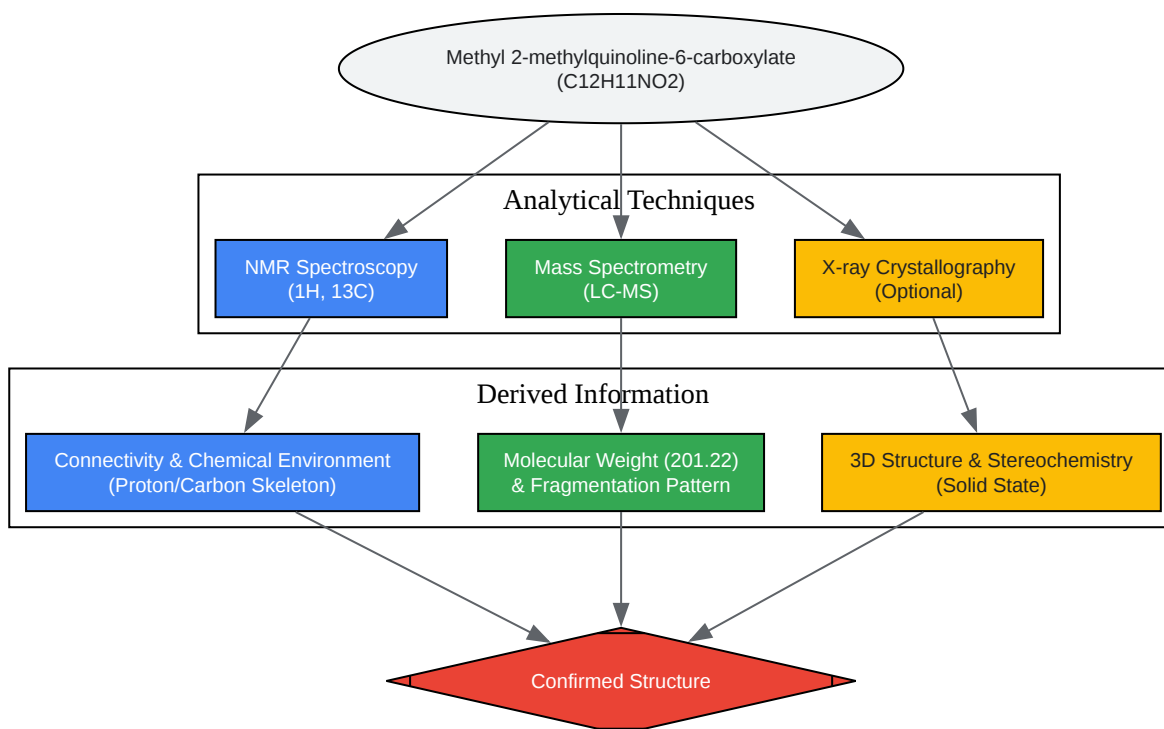 Methyl 2-methylquinoline-6-carboxylate
(C12H11NO2)
Analytical Techniques
NMR Spectroscopy
(1H, 13C)
Mass Spectrometry
(LC-MS)
X-ray Crystallography
(Optional)
Derived Information
Connectivity & Chemical Environment
(Proton/Carbon Skeleton)
Molecular Weight (201.22)
& Fragmentation Pattern
3D Structure & Stereochemistry
(Solid State)
Confirmed Structure